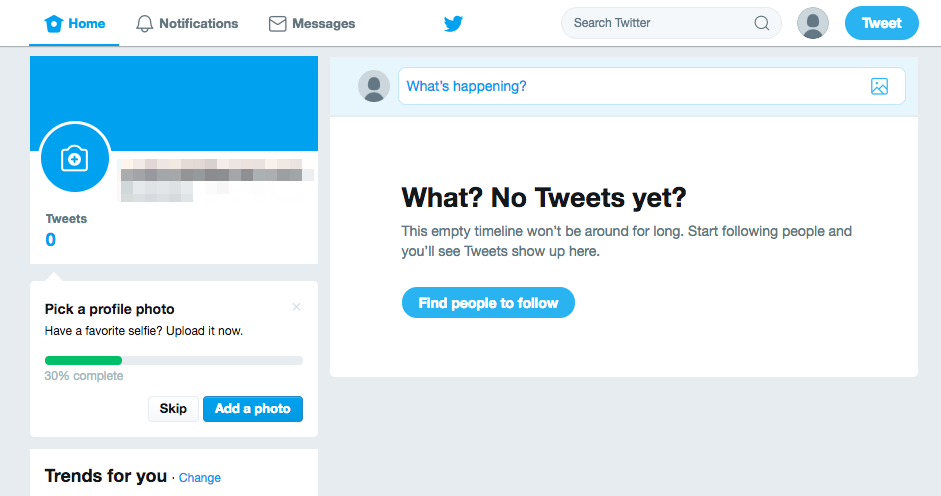 Home
Notifications
Messages
Search Twitter
Tweet
What's happening?
Tweets
0
What? No Tweets yet?
This empty timeline won't be around for long. Start following people and
you'll see Tweets show up here.
Find people to follow
Pick a profile photo
×
Have a favorite selfie? Upload it now.
30% complete
Skip
Add a photo
Trends for you · Change